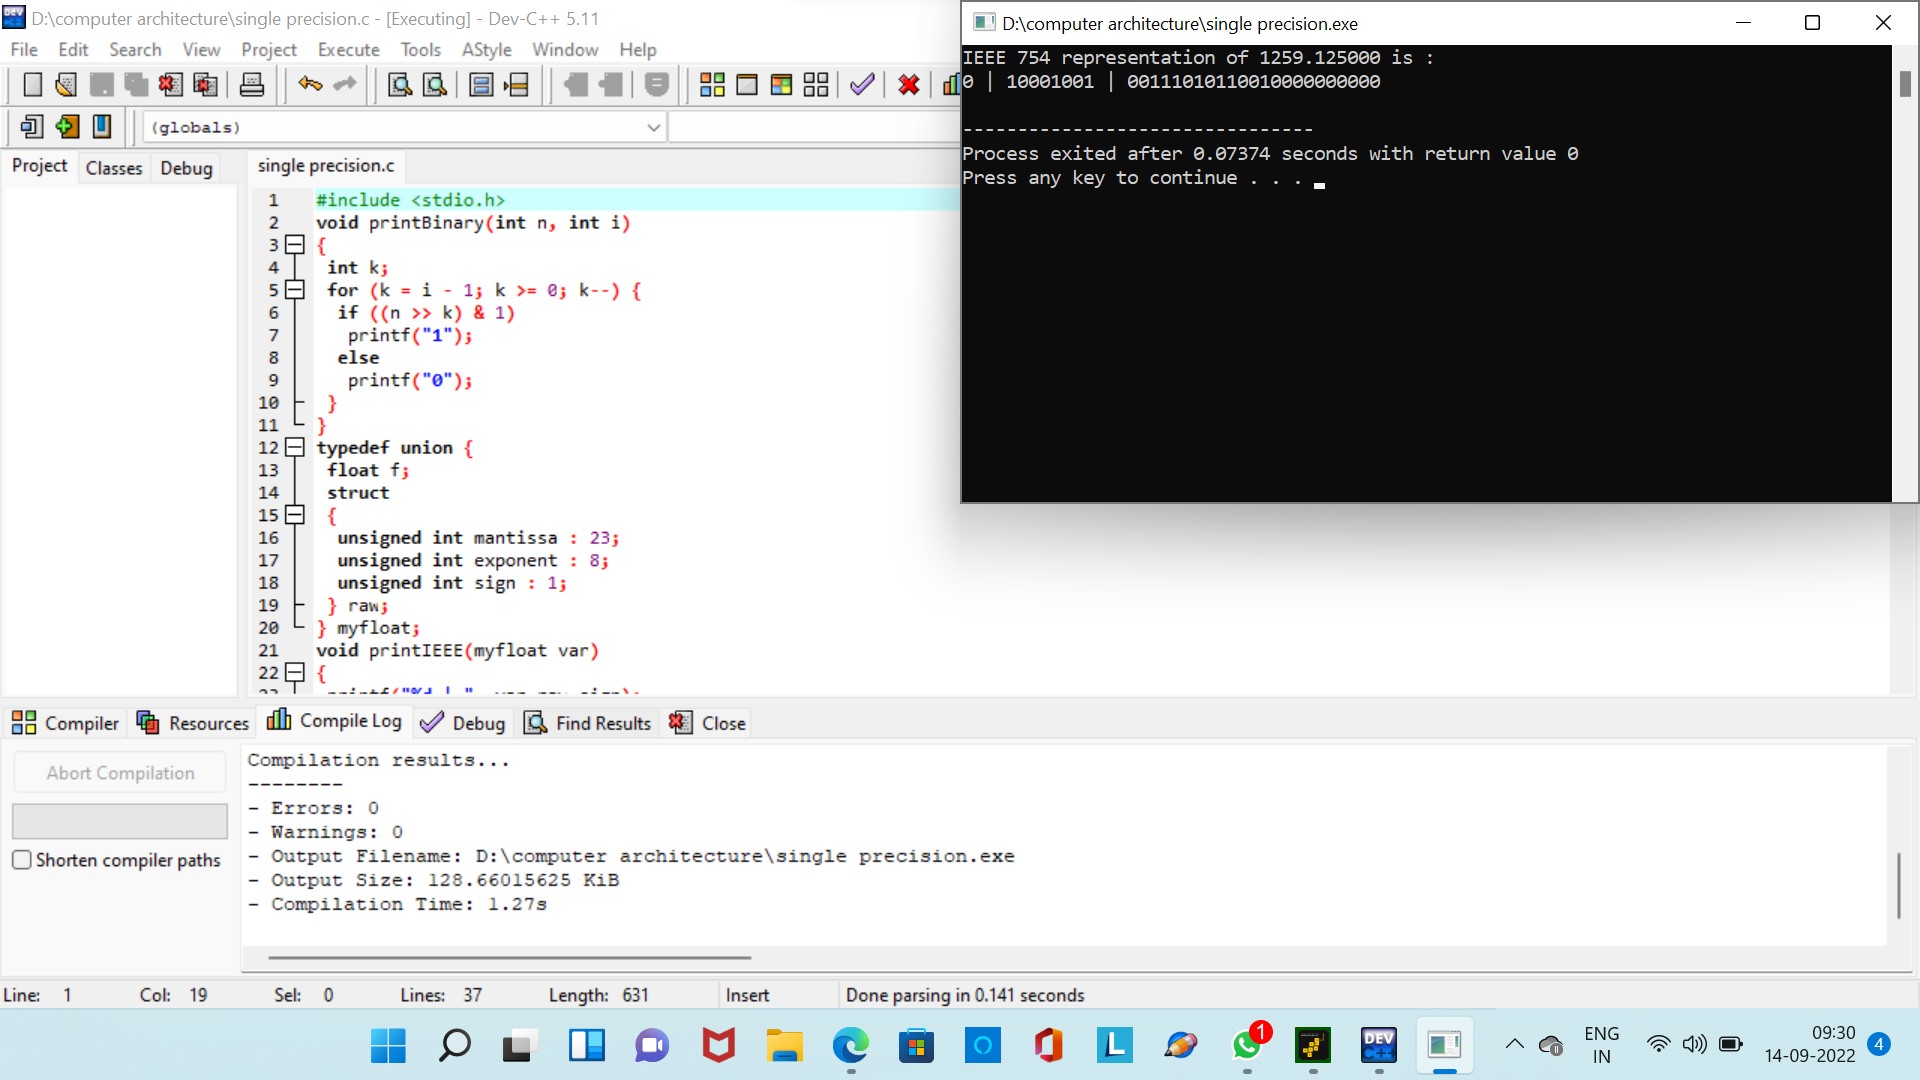 D:\computer architecture\single precision.c - [Executing] - Dev-C++ 5.11
File Edit Search View Project Execute Tools AStyle Window Help
(globals)
Project Classes Debug
single precision.c
1 #include <stdio.h>
2 void printBinary(int n, int i)
3 {
4 int k;
5 for (k = i - 1; k >= 0; k--) {
6 if ((n >> k) & 1)
7 printf("1");
8 else
9 printf("0");
10 }
11 }
12 typedef union {
13 float f;
14 struct
15 {
16 unsigned int mantissa : 23;
17 unsigned int exponent : 8;
18 unsigned int sign : 1;
19 } raw;
20 } myfloat;
21 void printIEEE(myfloat var)
22 {
D:\computer architecture\single precision.exe
IEEE 754 representation of 1259.125000 is :
0 | 10001001 | 00111010110010000000000
--------------------------------
Process exited after 0.07374 seconds with return value 0
Press any key to continue . . .
Compiler Resources Compile Log Debug Find Results Close
Abort Compilation
Shorten compiler paths
Compilation results...
--------
- Errors: 0
- Warnings: 0
- Output Filename: D:\computer architecture\single precision.exe
- Output Size: 128.66015625 KiB
- Compilation Time: 1.27s
Line: 1 Col: 19 Sel: 0 Lines: 37 Length: 631 Insert Done parsing in 0.141 seconds
1
L
DEV
C++
ENG
IN
09:30
14-09-2022
4